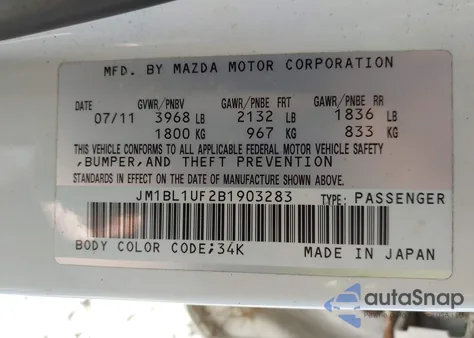 MFD. BY MAZDA MOTOR CORPORATION
DATE GVWR/PNBV GAWR/PNBE FRT GAWR/PNBE RR
07/11 3968 LB 2132 LB 1836 LB
1800 KG 967 KG 833 KG
THIS VEHICLE CONFORMS TO ALL APPLICABLE FEDERAL MOTOR VEHICLE SAFETY
,BUMPER,AND THEFT PREVENTION
STANDARDS IN EFFECT ON THE DATE OF MANUFACTURE SHOWN ABOVE.
JM1BL1UF2B1903283 TYPE: PASSENGER
BODY COLOR CODE;34K MADE IN JAPAN
autoSnap